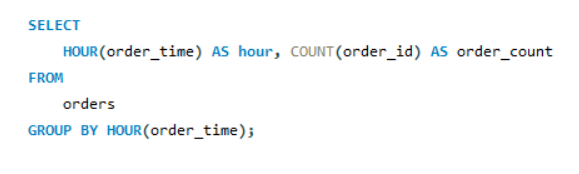 SELECT
HOUR(order_time) AS hour, COUNT(order_id) AS order_count
FROM
orders
GROUP BY HOUR(order_time);